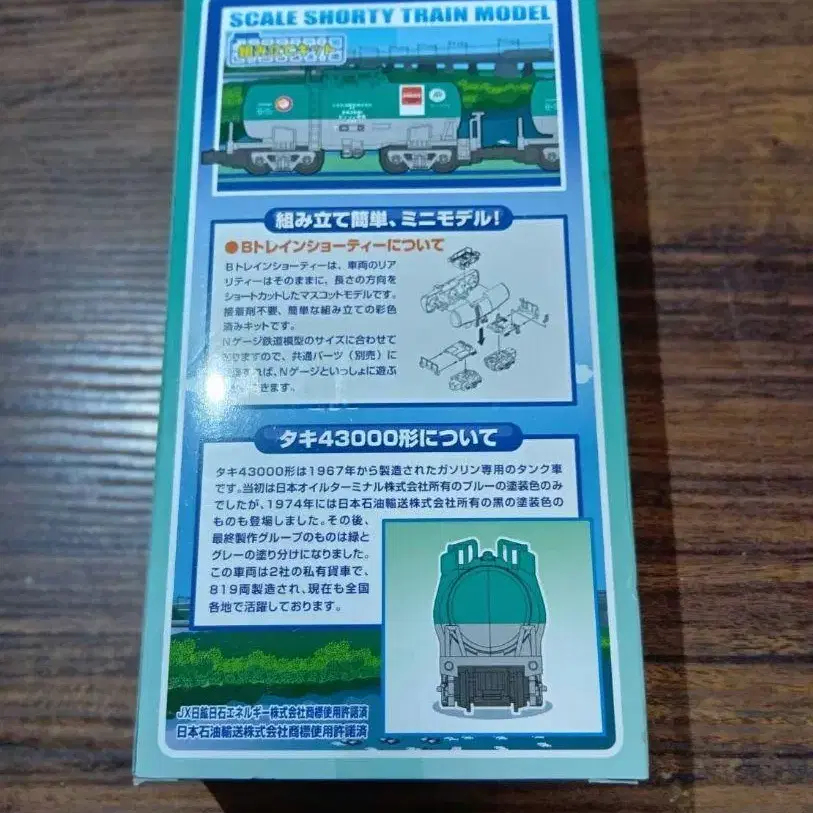 SCALE SHORTY TRAIN MODEL
組み立てキット
組み立て簡単、ミニモデル!
●Bトレインショーティーについて
Bトレインショーティーは、車両のリア
リティーはそのままに、長さの方向を
ショートカットしたマスコットモデルです。
接着剤不要、簡単な組み立ての彩色
済みキットです。
Nゲージ鉄道模型のサイズに合わせて
おりますので、共通パーツ(別売)に
すれば、Nゲージといっしょに遊ぶ
きます。
タキ43000形について
タキ43000形は1967年から製造されたガソリン専用のタンク車
です。当初は日本オイルターミナル株式会社所有のブルーの塗装色のみ
でしたが、1974年には日本石油輸送株式会社所有の黒の塗装色の
ものも登場しました。その後、
最終製作グループのものは緑と
グレーの塗り分けになりました。
この車両は2社の私有貨車で、
819両製造され、現在も全国
各地で活躍しております。
JX日鉱日石エネルギー株式会社商標使用許諾済
日本石油輸送株式会社商標使用許諾済